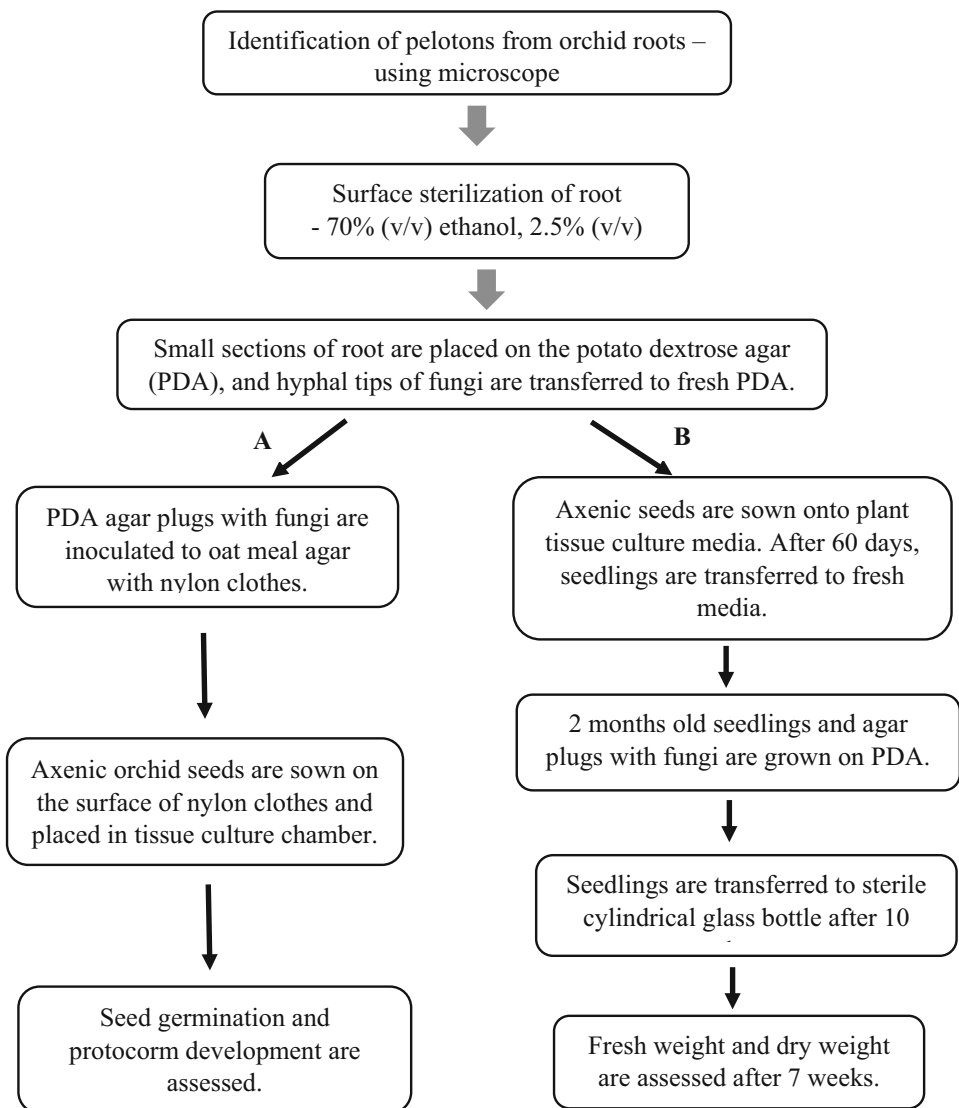 Identification of pelotons from orchid roots –
using microscope
Surface sterilization of root
- 70% (v/v) ethanol, 2.5% (v/v)
Small sections of root are placed on the potato dextrose agar
(PDA), and hyphal tips of fungi are transferred to fresh PDA.
A
PDA agar plugs with fungi are
inoculated to oat meal agar
with nylon clothes.
Axenic orchid seeds are sown on
the surface of nylon clothes and
placed in tissue culture chamber.
Seed germination and
protocorm development are
assessed.
B
Axenic seeds are sown onto plant
tissue culture media. After 60 days,
seedlings are transferred to fresh
media.
2 months old seedlings and agar
plugs with fungi are grown on PDA.
Seedlings are transferred to sterile
cylindrical glass bottle after 10
Fresh weight and dry weight
are assessed after 7 weeks.